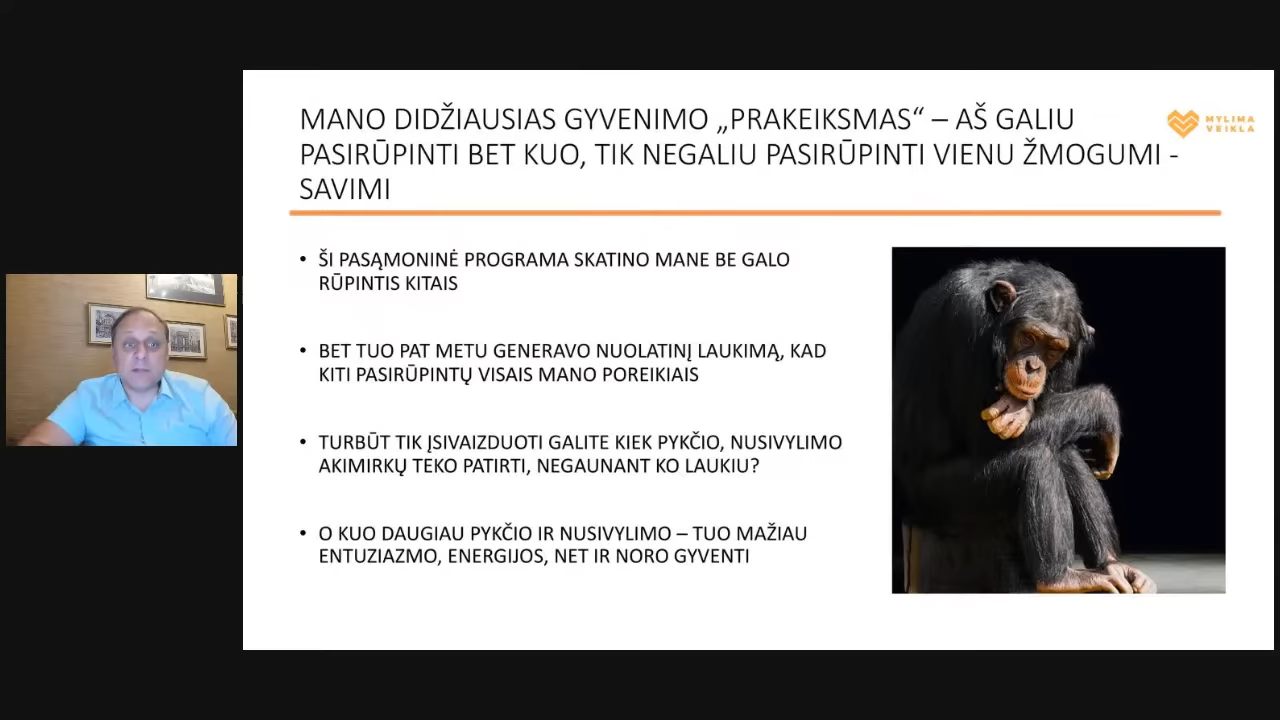 MANO DIDŽIAUSIAS GYVENIMO „PRAKEIKSMAS“ – AŠ GALIU
PASIRŪPINTI BET KUO, TIK NEGALIU PASIRŪPINTI VIENU ŽMOGUMI -
SAVIMI
MYLIMA
VEIKLA
• ŠI PASĄMONINĖ PROGRAMA SKATINO MANE BE GALO
RŪPINTIS KITAIS
• BET TUO PAT METU GENERAVO NUOLATINĮ LAUKIMĄ, KAD
KITI PASIRŪPINTŲ VISAIS MANO POREIKIAIS
• TURBŪT TIK ĮSIVAIZDUOTI GALITE KIEK PYKČIO, NUSIVYLIMO
AKIMIRKŲ TEKO PATIRTI, NEGAUNANT KO LAUKIU?
• O KUO DAUGIAU PYKČIO IR NUSIVYLIMO – TUO MAŽIAU
ENTUZIAZMO, ENERGIJOS, NET IR NORO GYVENTI